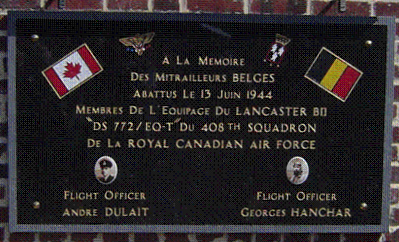 À LA MEMOIRE
DES MITRAILLEURS BELGES
ABATTUS LE 13 JUIN 1944
MEMBRES DE L'EQUIPAGE DU LANCASTER BII
DS 772/EQ-T DU 408TH SQUADRON
DE LA ROYAL CANADIAN AIR FORCE
FLIGHT OFFICER
ANDRE DULAIT
FLIGHT OFFICER
GEORGES HANCHAR